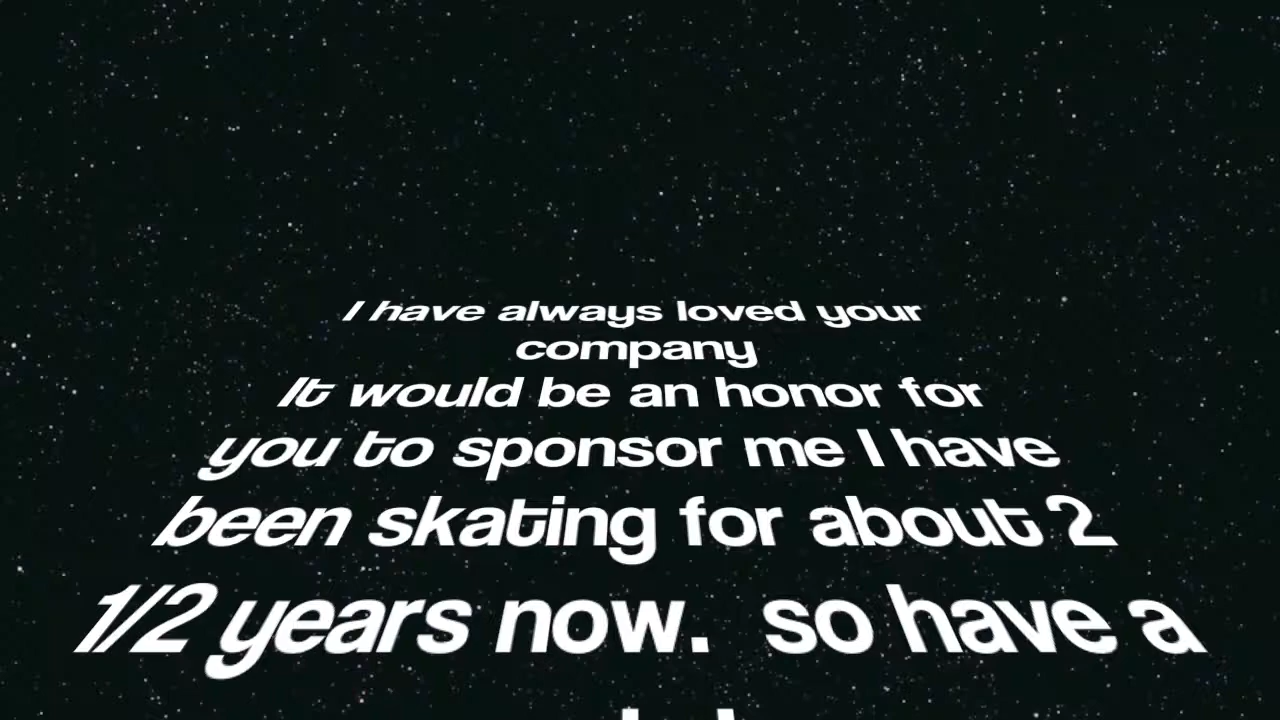 I have always loved your
company
It would be an honor for
you to sponsor me I have
been skating for about 2
1/2 years now.  so have a